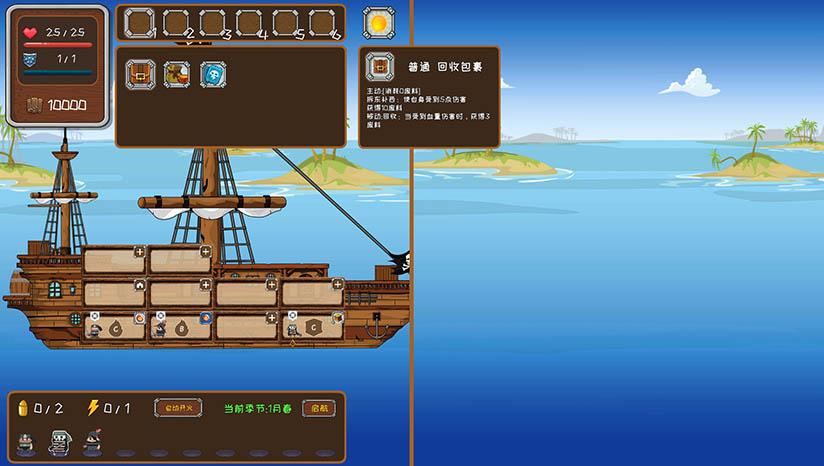 25 / 25
1 / 1
10000
1
2
3
4
5
6
普通 回收包裹
主动[消耗0废料]
拆东补西：使自身受到5点伤害
获得10废料
被动:回收：当受到血量伤害时，获得3
废料
C
B
C
0 / 2
0 / 1
自动开火
当前季节:1月春
启航